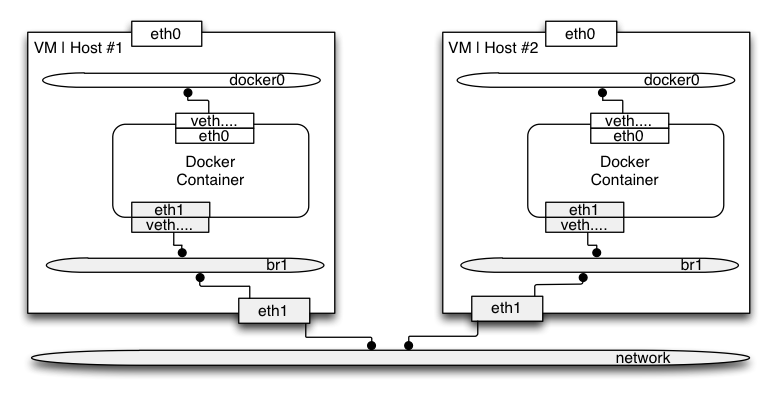 eth0
VM | Host #1
docker0
veth....
eth0
Docker
Container
eth1
veth....
br1
eth1
eth0
VM | Host #2
docker0
veth....
eth0
Docker
Container
eth1
veth....
br1
eth1
network